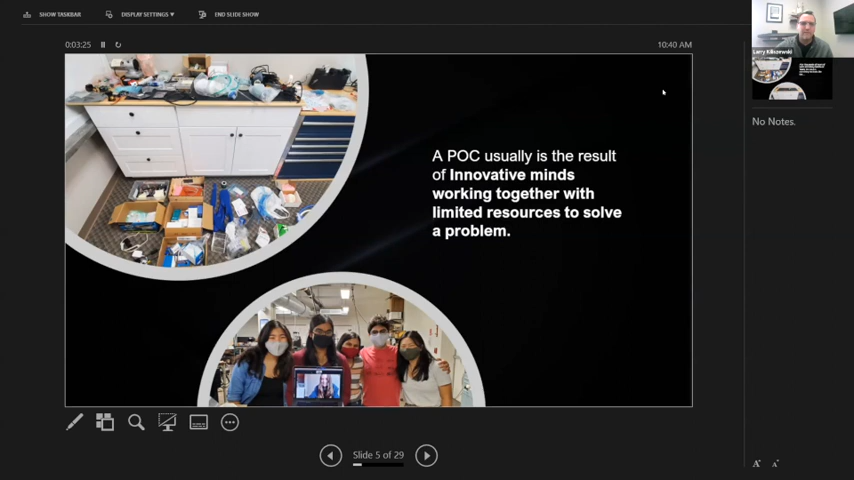 SHOW TASKBAR
DISPLAY SETTINGS ▼
END SLIDE SHOW
0:03:25
10:40 AM
A POC usually is the result
of Innovative minds
working together with
limited resources to solve
a problem.
Larry
No Notes.
Slide 5 of 29
A A